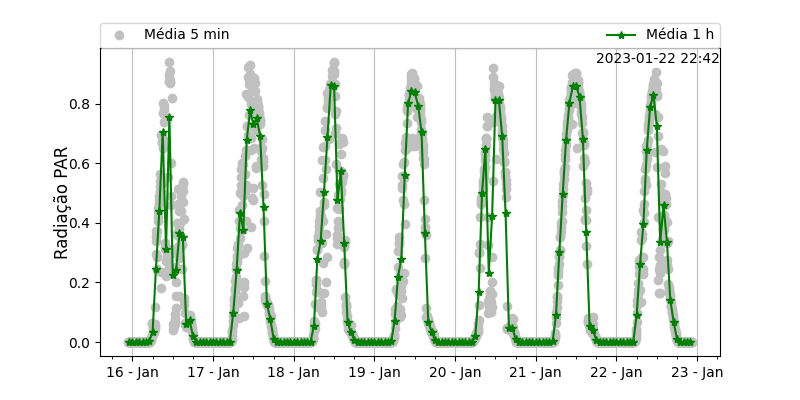 Média 5 min
Média 1 h
2023-01-22 22:42
Radiação PAR
0.8
0.6
0.4
0.2
0.0
16 - Jan
17 - Jan
18 - Jan
19 - Jan
20 - Jan
21 - Jan
22 - Jan
23 - Jan